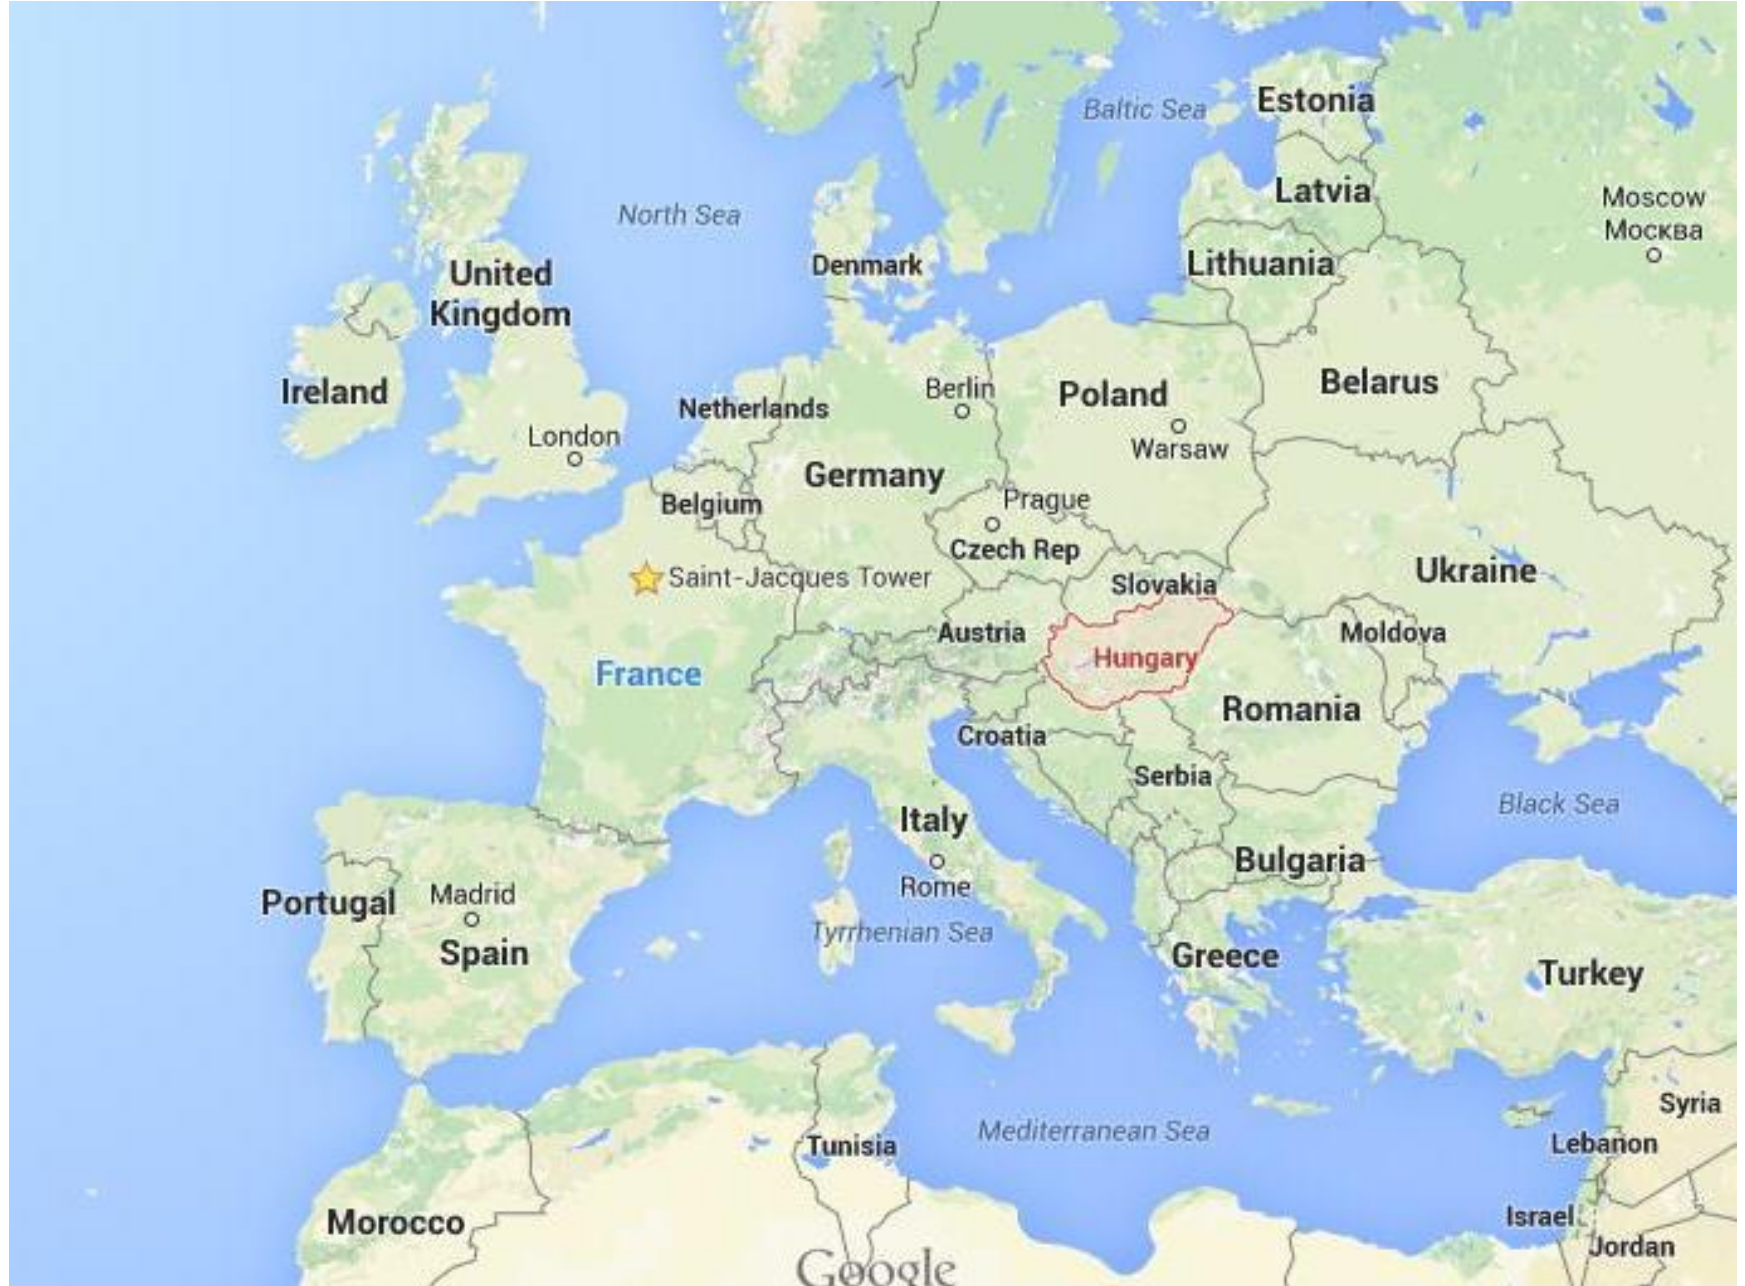 Estonia
Baltic Sea
Latvia
Moscow
Москва
North Sea
Denmark
Lithuania
United
Kingdom
Ireland
Belarus
Netherlands
Berlin
Poland
London
Warsaw
Germany
Belgium
Prague
Czech Rep
Saint-Jacques Tower
Slovakia
Ukraine
Austria
Moldova
Hungary
France
Romania
Croatia
Serbia
Black Sea
Italy
Bulgaria
Rome
Portugal
Madrid
Tyrrhenian Sea
Spain
Greece
Turkey
Syria
Mediterranean Sea
Tunisia
Lebanon
Morocco
Israel
Jordan
Google